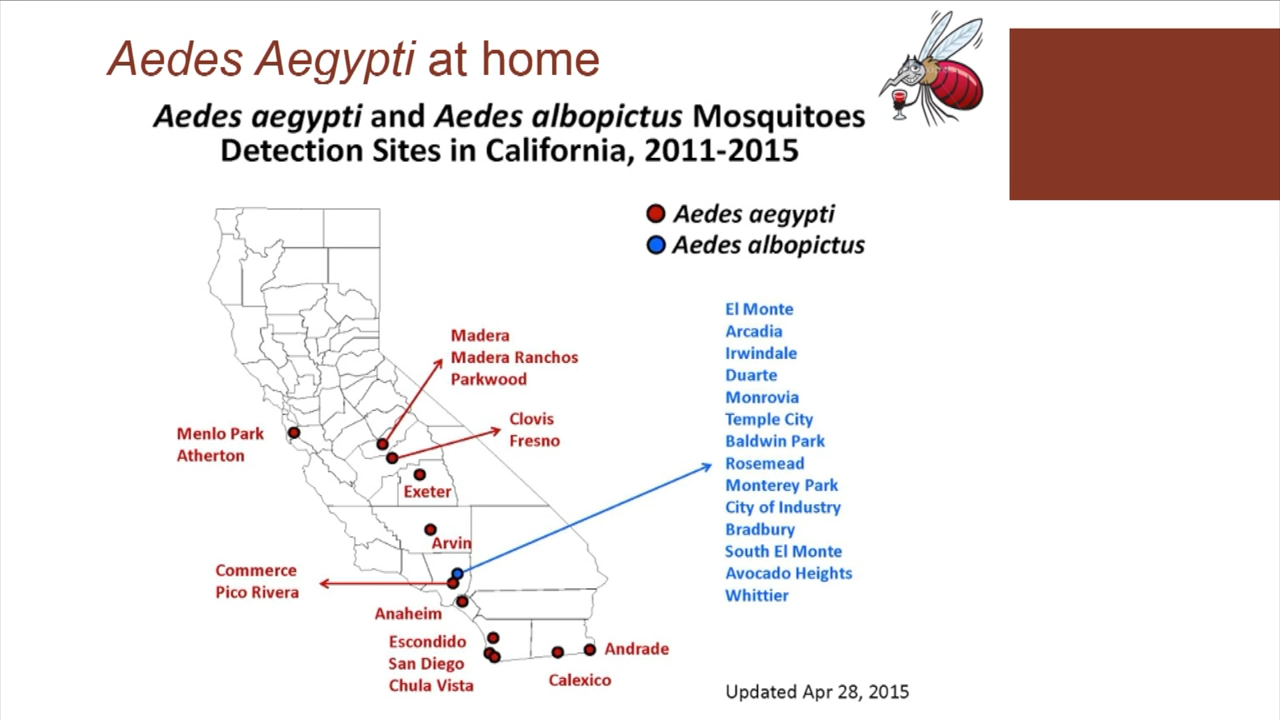 Aedes Aegypti at home
Aedes aegypti and Aedes albopictus Mosquitoes
Detection Sites in California, 2011-2015
Aedes aegypti
Aedes albopictus
Madera
Madera Ranchos
Parkwood
Clovis
Fresno
Menlo Park
Atherton
Exeter
Arvin
Commerce
Pico Rivera
Anaheim
Escondido
San Diego
Chula Vista
Calexico
Andrade
El Monte
Arcadia
Irwindale
Duarte
Monrovia
Temple City
Baldwin Park
Rosemead
Monterey Park
City of Industry
Bradbury
South El Monte
Avocado Heights
Whittier
Updated Apr 28, 2015